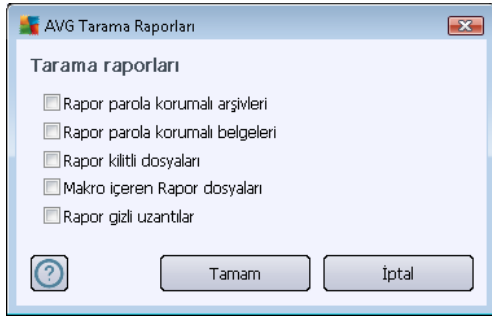 AVG Tarama Raporları
Tarama raporları
Rapor parola korumalı arşivleri
Rapor parola korumalı belgeleri
Rapor kilitli dosyaları
Makro içeren Rapor dosyaları
Rapor gizli uzantılar
Tamam
İptal